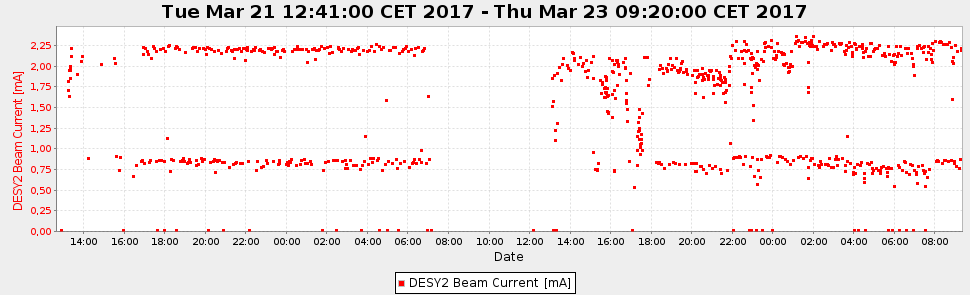 Tue Mar 21 12:41:00 CET 2017 - Thu Mar 23 09:20:00 CET 2017
DESY2 Beam Current [mA]
2,25
2,00
1,75
1,50
1,25
1,00
0,75
0,50
0,25
0,00
14:00 16:00 18:00 20:00 22:00 00:00 02:00 04:00 06:00 08:00 10:00 12:00 14:00 16:00 18:00 20:00 22:00 00:00 02:00 04:00 06:00 08:00
Date
DESY2 Beam Current [mA]